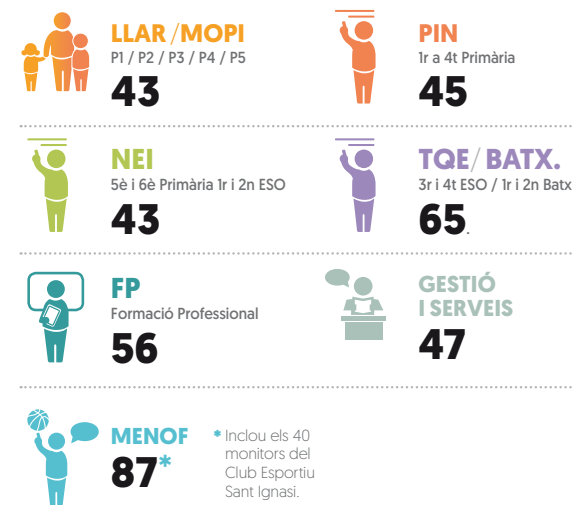 LLAR/MOPI
P1 / P2 / P3 / P4 / P5
43
PIN
1r a 4t Primària
45
NEI
5è i 6è Primària 1r i 2n ESO
43
TQE/ BATX.
3r i 4t ESO / 1r i 2n Batx
65.
FP
Formació Professional
56
GESTIÓ
I SERVEIS
47
MENOF
87*
* Inclou els 40
monitors del
Club Esportiu
Sant Ignasi.